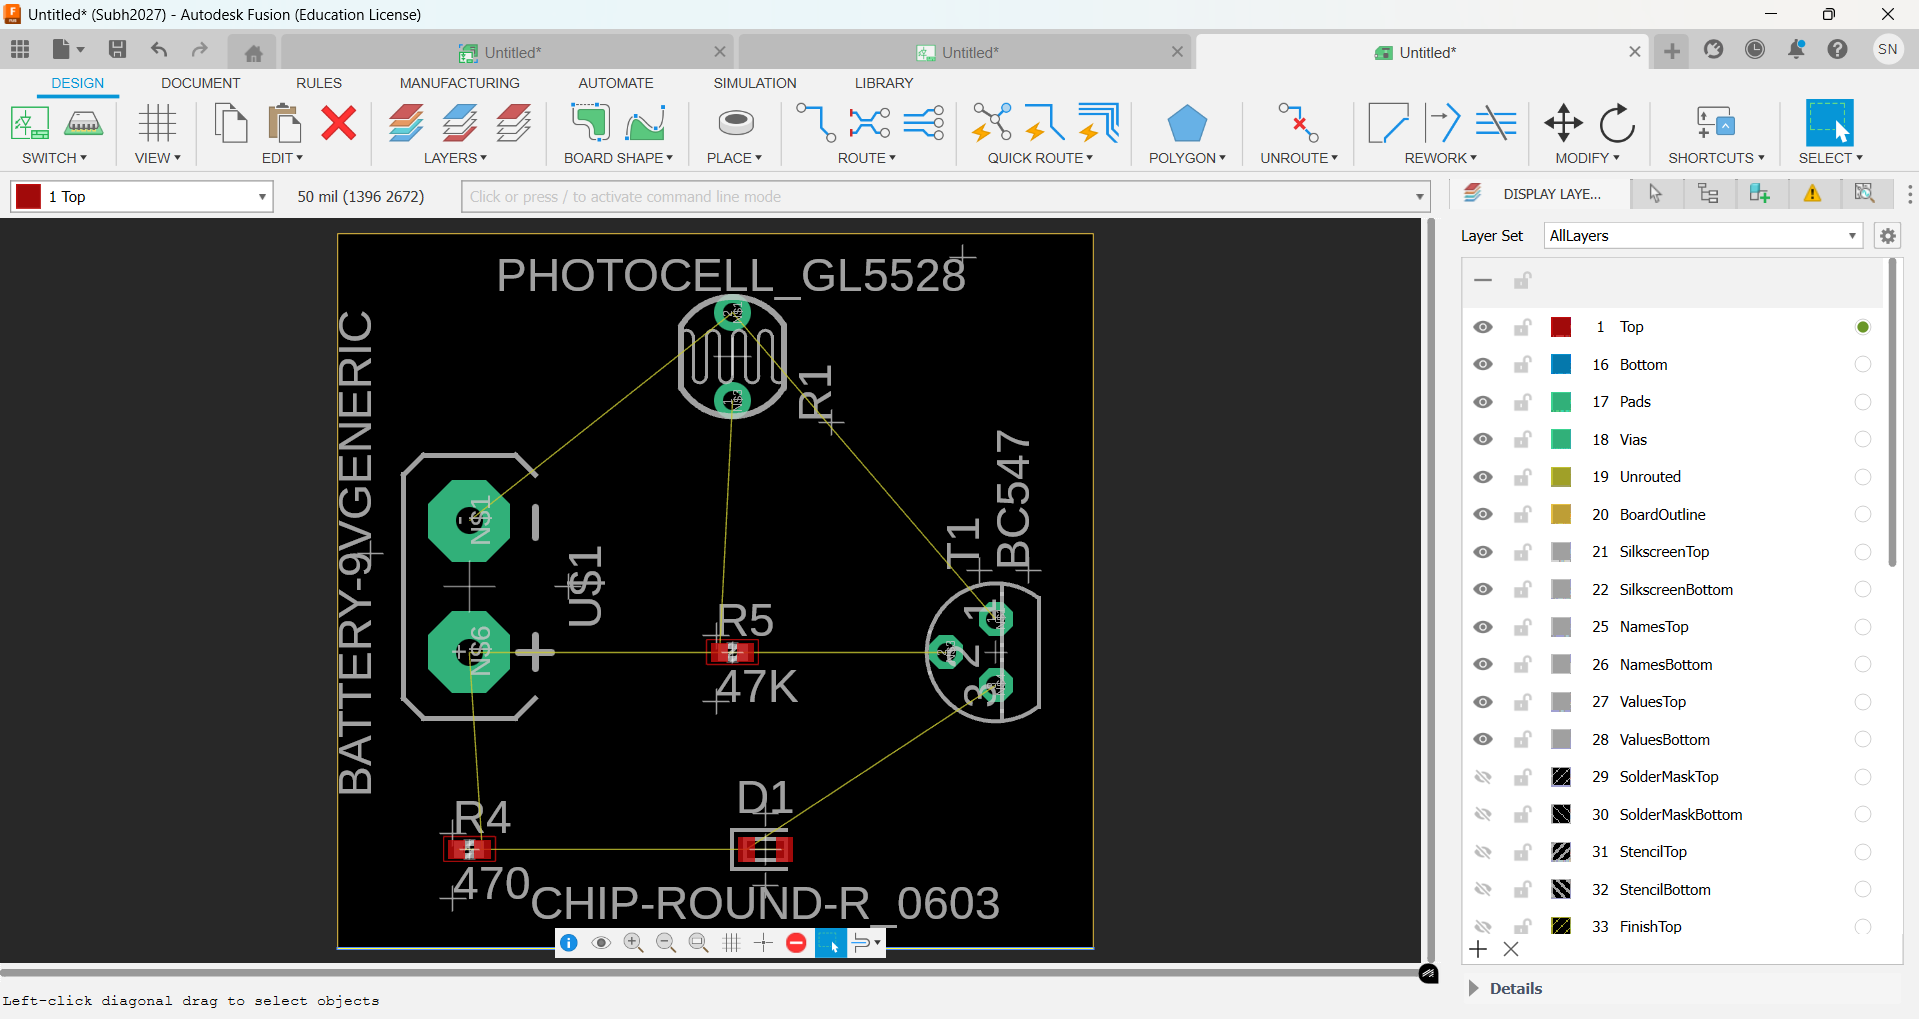 Untitled* (Subh2027) - Autodesk Fusion (Education License)
Untitled*
Untitled*
Untitled*
SN
DESIGN
DOCUMENT
RULES
MANUFACTURING
AUTOMATE
SIMULATION
LIBRARY
SWITCH
VIEW
EDIT
LAYERS
BOARD SHAPE
PLACE
ROUTE
QUICK ROUTE
POLYGON
UNROUTE
REWORK
MODIFY
SHORTCUTS
SELECT
1 Top
50 mil (1396 2672)
Click or press / to activate command line mode
DISPLAY LAYE...
Layer Set
AllLayers
1 Top
16 Bottom
17 Pads
18 Vias
19 Unrouted
20 BoardOutline
21 SilkscreenTop
22 SilkscreenBottom
25 NamesTop
26 NamesBottom
27 ValuesTop
28 ValuesBottom
29 SolderMaskTop
30 SolderMaskBottom
31 StencilTop
32 StencilBottom
33 FinishTop
Details
PHOTOCELL_GL5528
R1
BATTERY-9VGENERIC
N$1
U$1
N$6
BC547
T1
1
2
3
R5
47K
R4
470
D1
CHIP-ROUND-R_0603
Left-click diagonal drag to select objects